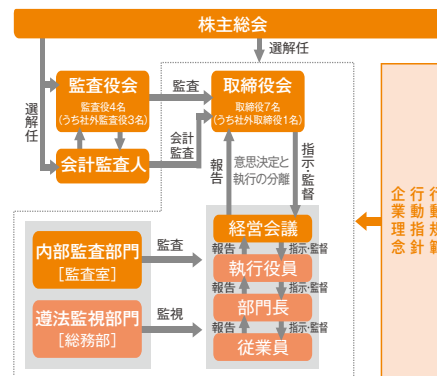 株主総会
選解任
選解任
監査役会
監査役4名
(うち社外監査役3名)
監査
取締役会
取締役7名
(うち社外取締役1名)
会計監査人
会計
監査
報告
意思決定と
執行の分離
指示・監督
経営会議
報告
指示・監督
執行役員
報告
指示・監督
部門長
報告
指示・監督
従業員
内部監査部門
[監査室]
監査
遵法監視部門
[総務部]
監視
企業理念
行動指針
行動規範